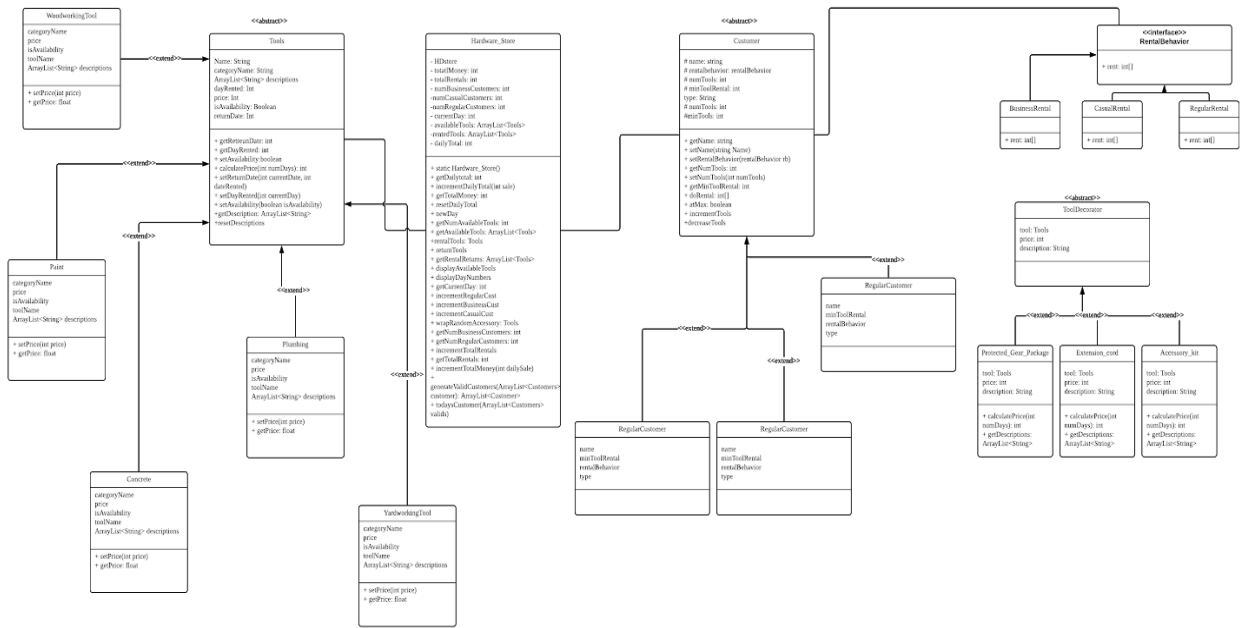 WoodworkingTool
categoryName
price
isAvailability
toolName
ArrayList<String> descriptions
+ setPrice(int price)
+ getPrice: float
<<extend>>
<<abstract>>
Tools
Name: String
categoryName: String
ArrayList<String> descriptions
dayRented: Int
price: Int
isAvailability: Boolean
returnDate: Int
+ getRetreunDate: int
+ getDayRented: int
+ setAvailability:boolean
+ calculatePrice(int numDays): int
+ setReturnDate(int currentDate, int
dateRented)
+ setDayRented(int currentDay)
+ setAvailability(boolean isAvailability)
+getDescription: ArrayList<String>
+resetDescriptions
Hardware_Store
- HDstore
- totalMoney: int
- totalRentals: int
- numBusinessCustomers: int
-numCasualCustomers: int
-numRegularCustomers: int
- currentDay: int
- availableTools: ArrayList<Tools>
-rentedTools: ArrayList<Tools>
- dailyTotal: int
+ static Hardware_Store()
+ getDailytotal: int
+ incrementDailyTotal(int sale)
+ getTotalMoney: int
+ resetDailyTotal
+ newDay
+ getNumAvailableTools: int
+ getAvailableTools: ArrayList<Tools>
+rentalTools: Tools
+ returnTools
+ getRentalReturns: ArrayList<Tools>
+ displayAvailableTools
+ displayDayNumbers
+ getCurrentDay: int
+ incrementRegularCust
+ incrementBusinessCust
+ incrementCasualCust
+ wrapRandomAccessory: Tools
+ getNumBusinessCustomers: int
+ getNumRegularCustomers: int
+ incrementTotalRentals
+ getTotalRentals: int
+ incrementTotalMoney(int dailySale)
+
generateValidCustomers(ArrayList<Customers>
customer): ArrayList<Customer>
+ todaysCustomer(ArrayList<Customers>
valids)
<<abstract>>
Customer
# name: string
# rentalbehavior: rentalBehavior
# numTools: int
# minToolRental: int
type: String
# numTools: int
#minTools: int
+ getName: string
+ setName(string Name)
+ setRentalBehavior(rentalBehavior rb)
+ getNumTools: int
+ setNumTools(int numTools)
+ getMinToolRental: int
+ doRental: int[]
+ atMax: boolean
+ incrementTools
+decreaseTools
<<interface>>
RentalBehavior
+ rent: int[]
BusinessRental
+ rent: int[]
CasualRental
+ rent: int[]
RegularRental
+ rent: int[]
<<extend>>
Paint
categoryName
price
isAvailability
toolName
ArrayList<String> descriptions
+ setPrice(int price)
+ getPrice: float
<<extend>>
Concrete
categoryName
price
isAvailability
toolName
ArrayList<String> descriptions
+ setPrice(int price)
+ getPrice: float
<<extend>>
Plumbing
categoryName
price
isAvailability
toolName
ArrayList<String> descriptions
+ setPrice(int price)
+ getPrice: float
<<extend>>
YardworkingTool
categoryName
price
isAvailability
toolName
ArrayList<String> descriptions
+ setPrice(int price)
+ getPrice: float
<<extend>>
RegularCustomer
name
minToolRental
rentalBehavior
type
<<extend>>
RegularCustomer
name
minToolRental
rentalBehavior
type
<<extend>>
RegularCustomer
name
minToolRental
rentalBehavior
type
<<abstract>>
ToolDecorator
tool: Tools
price: int
description: String
<<extend>>
<<extend>>
<<extend>>
Protected_Gear_Package
tool: Tools
price: int
description: String
+ calculatePrice(int
numDays): int
+ getDescriptions:
ArrayList<String>
Extension_cord
tool: Tools
price: int
description: String
+ calculatePrice(int
numDays): int
+ getDescriptions:
ArrayList<String>
Accessory_kit
tool: Tools
price: int
description: String
+ calculatePrice(int
numDays): int
+ getDescriptions:
ArrayList<String>